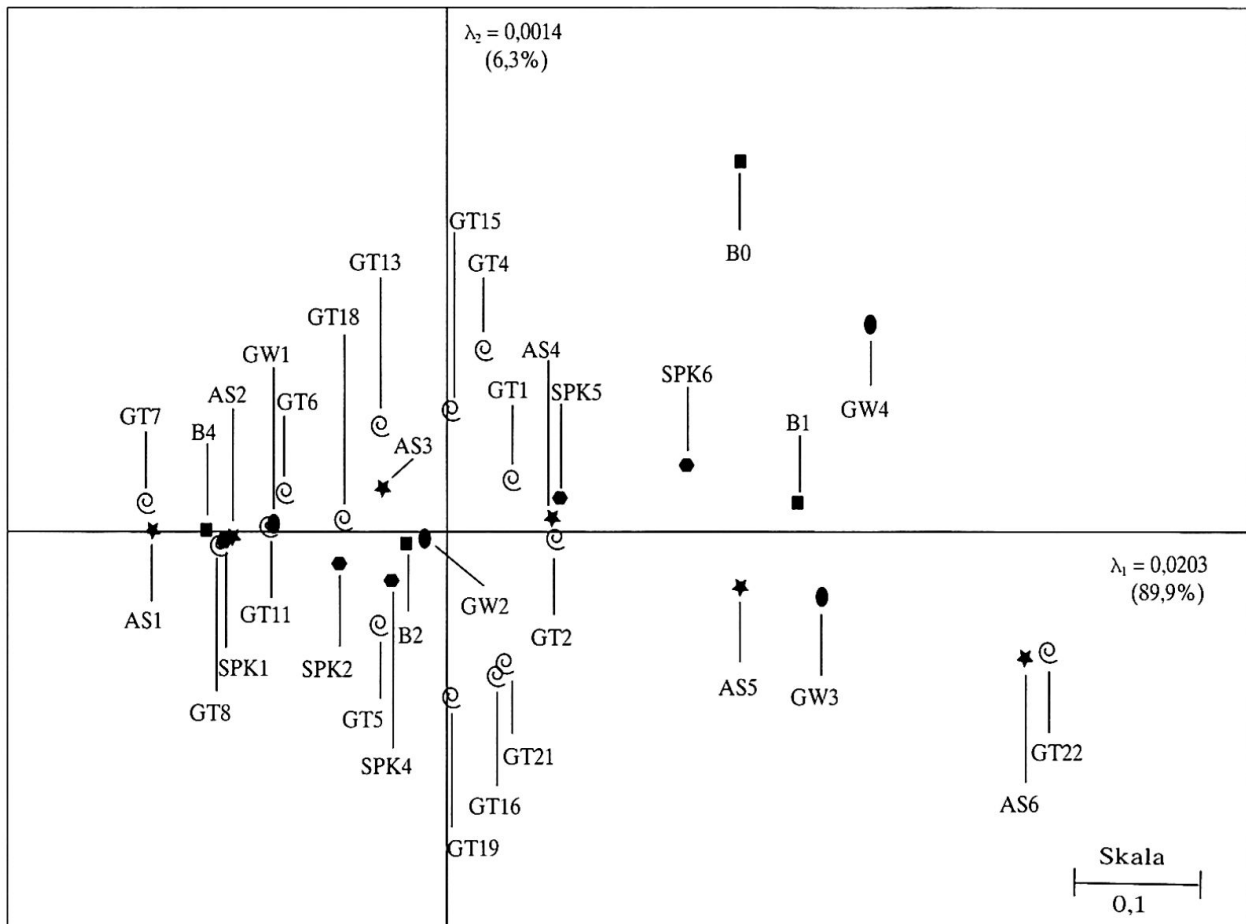 λ₂ = 0,0014
(6,3%)
GT15
B0
GT13
GT4
GT18
GW1
AS4
SPK6
AS2
GT6
GT1
SPK5
GT7
B4
B1
GW4
AS3
λ₁ = 0,0203
(89,9%)
GW2
AS1
GT11
B2
GT2
SPK1
SPK2
AS5
GW3
GT8
GT5
GT21
GT22
SPK4
GT16
AS6
GT19
Skala
0,1